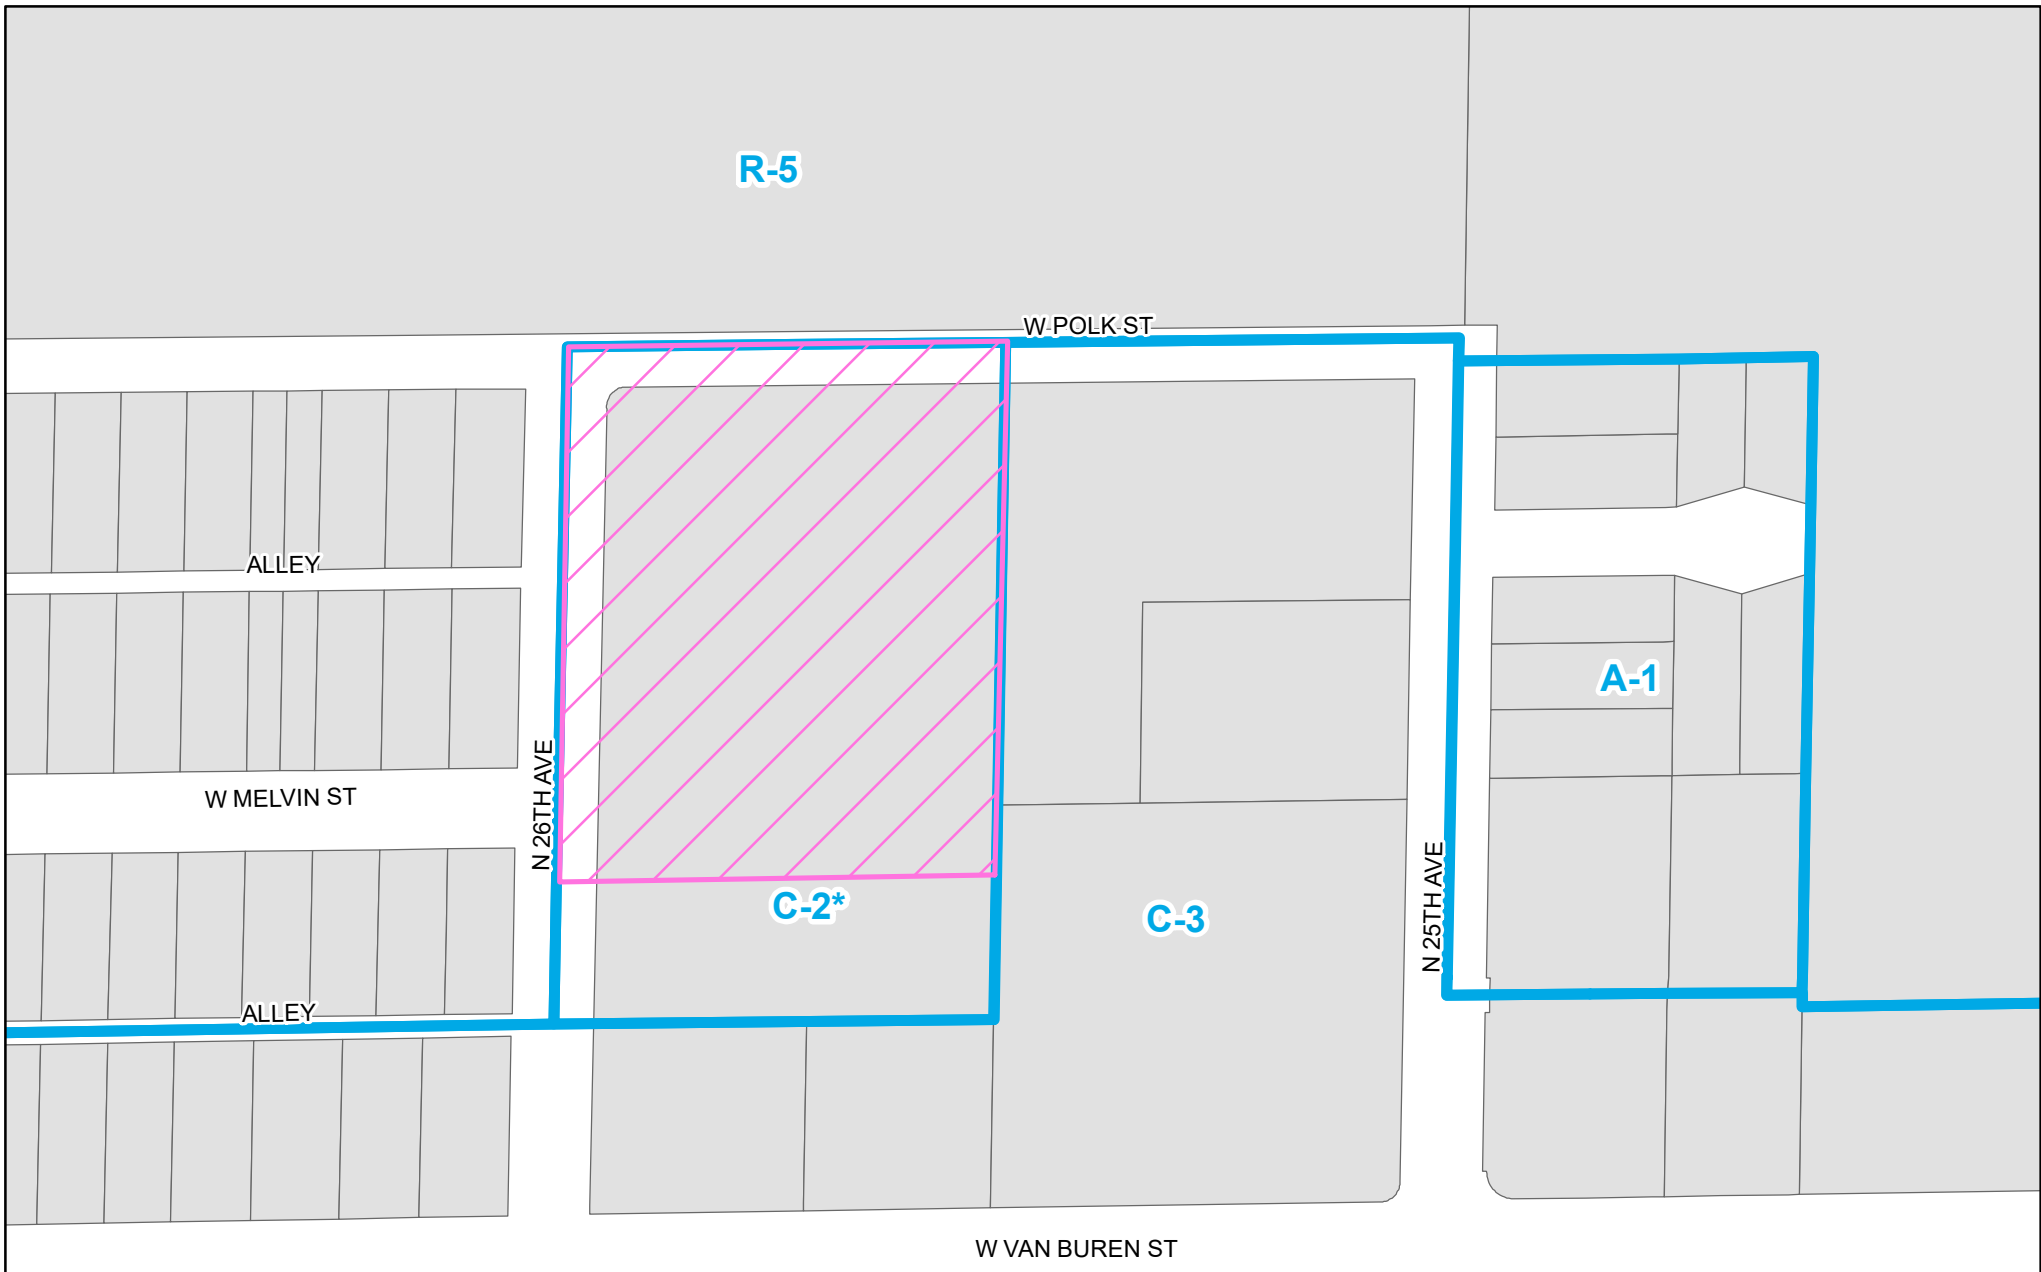 R-5
W POLK ST
ALLEY
A-1
W MELVIN ST
N 26TH AVE
C-2*
C-3
N 25TH AVE
ALLEY
W VAN BUREN ST